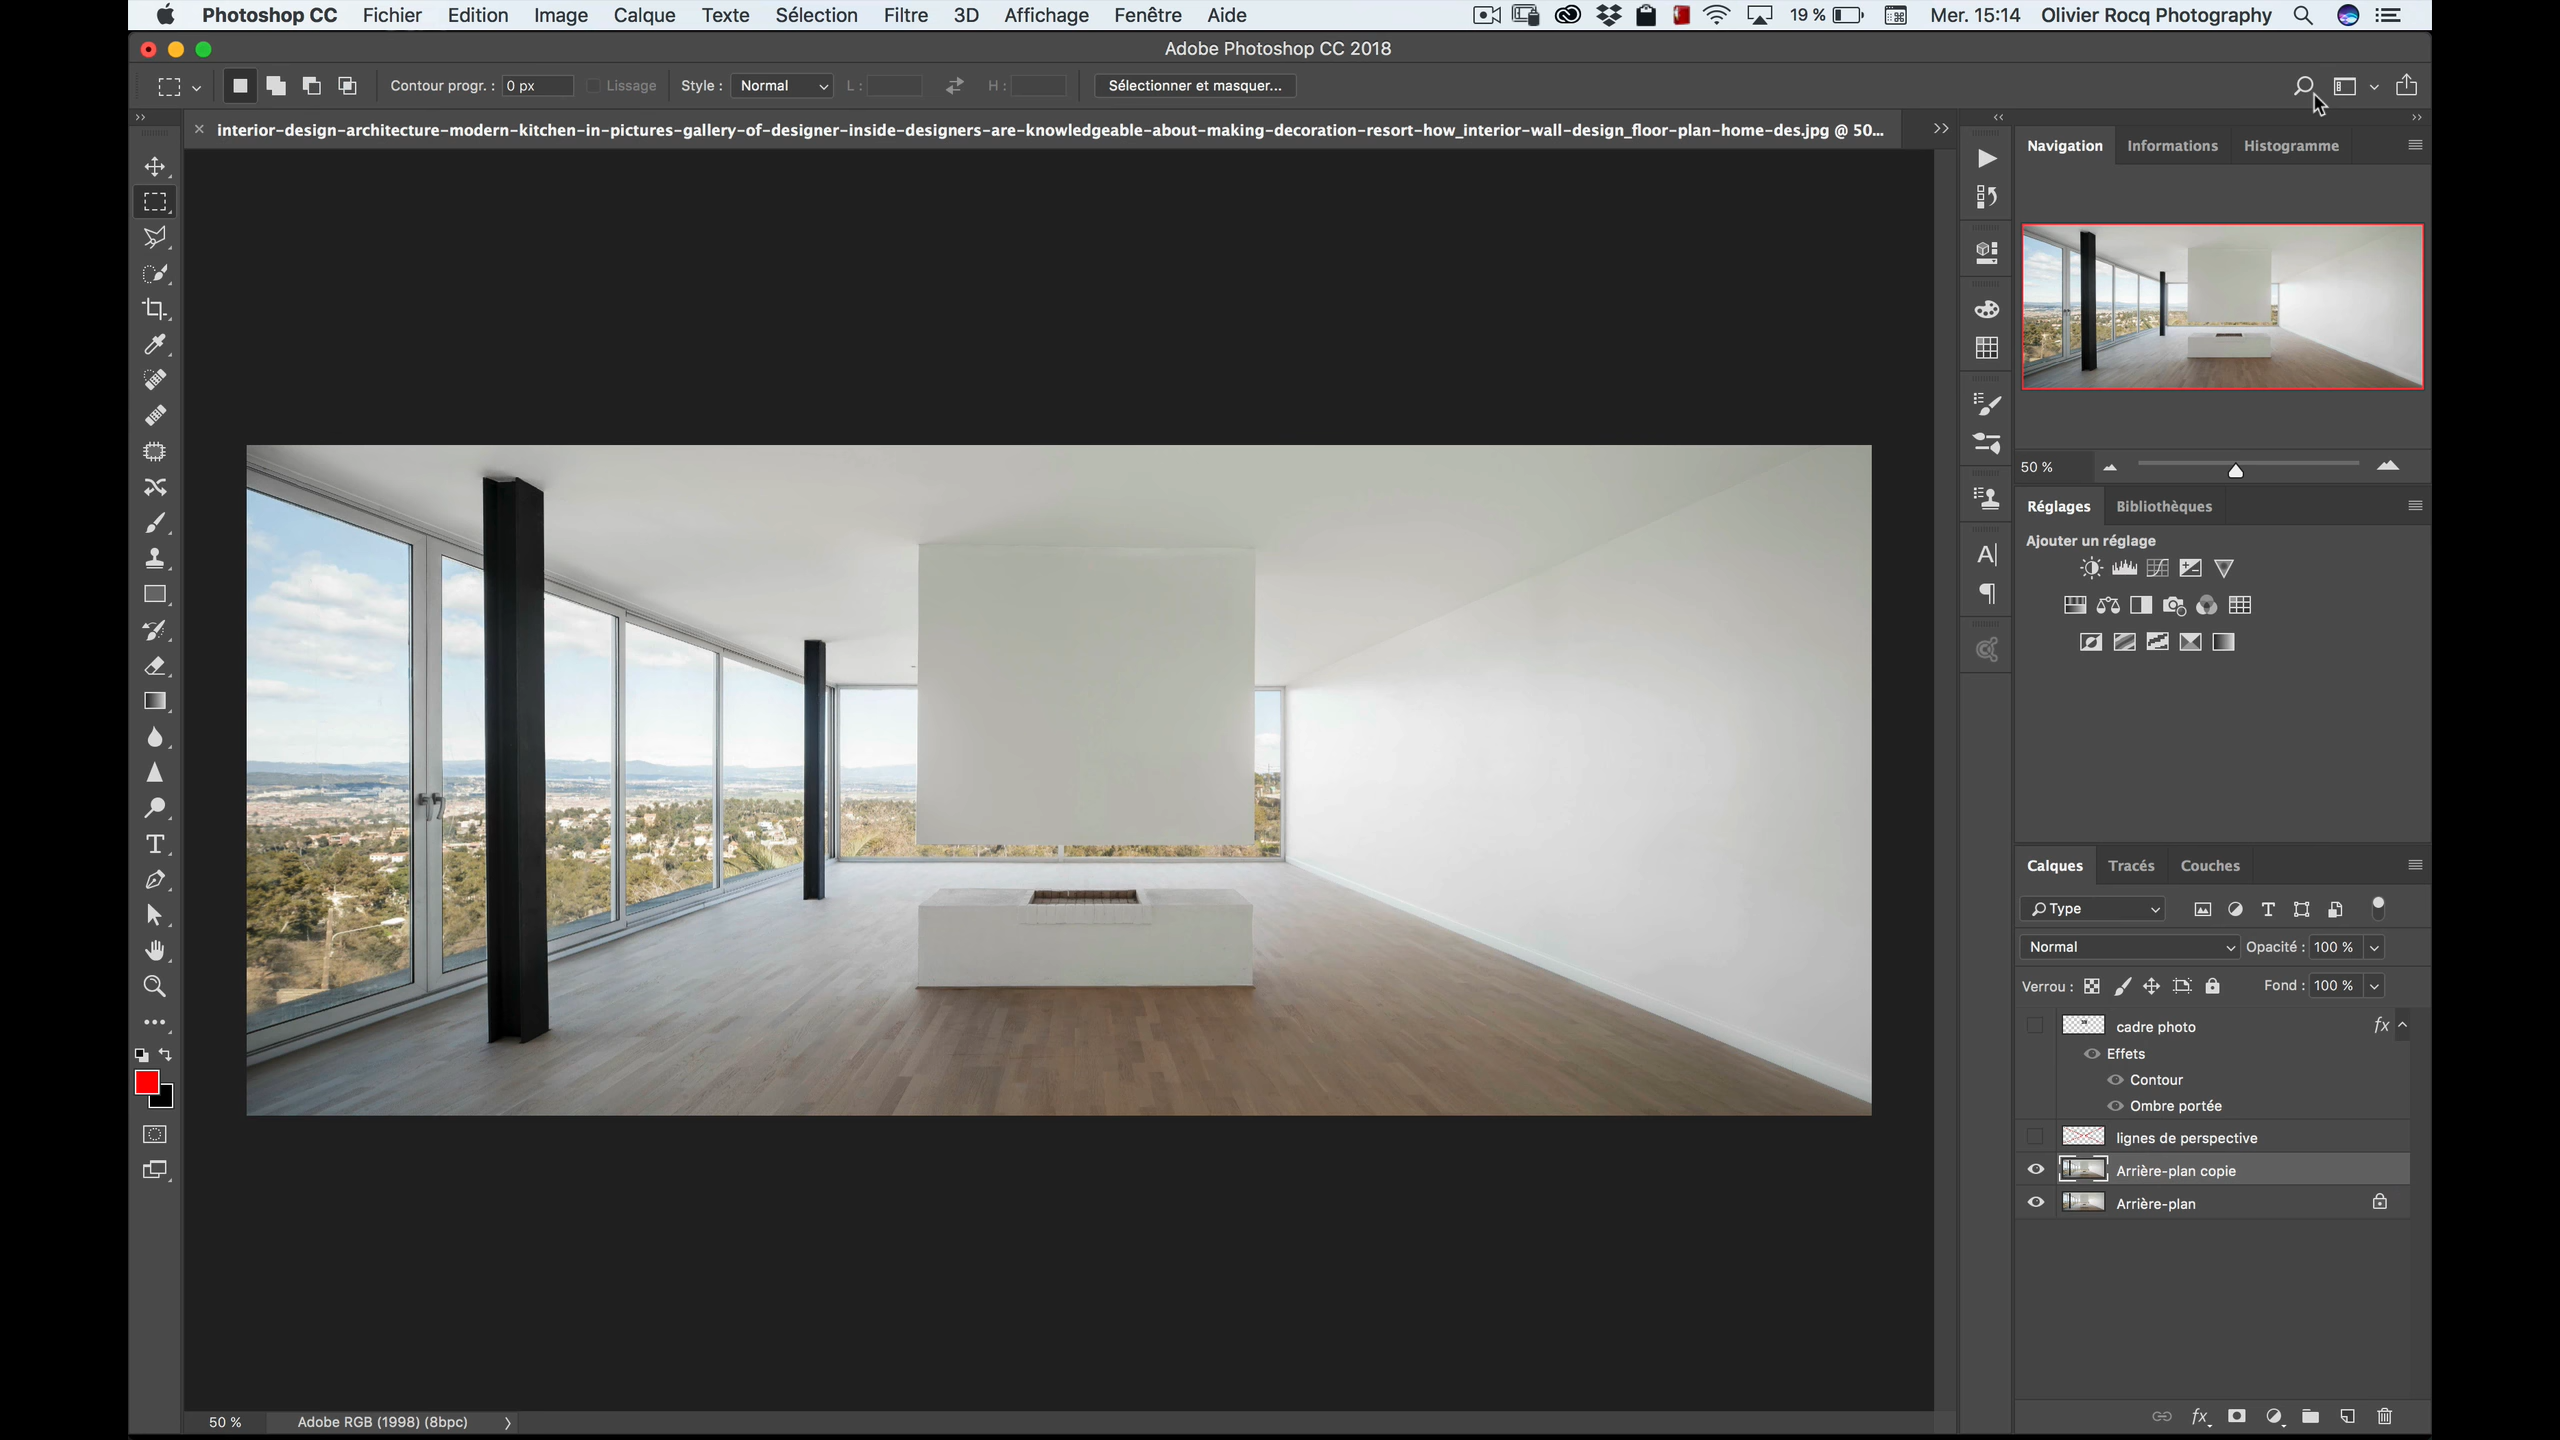 Photoshop CC Fichier Edition Image Calque Texte Sélection Filtre 3D Affichage Fenêtre Aide 19 % Mer. 15:14 Olivier Rocq Photography
Adobe Photoshop CC 2018
Contour progr. : 0 px Lissage Style : Normal L : H : Sélectionner et masquer...
interior-design-architecture-modern-kitchen-in-pictures-gallery-of-designer-inside-designers-are-knowledgeable-about-making-decoration-resort-how_interior-wall-design_floor-plan-home-des.jpg @ 50...
Navigation Informations Histogramme
50 %
Réglages Bibliothèques
Ajouter un réglage
Calques Tracés Couches
Type
Normal Opacité : 100 %
Verrou : Fond : 100 %
cadre photo fx
Effets
Contour
Ombre portée
lignes de perspective
Arrière-plan copie
Arrière-plan
50 % Adobe RGB (1998) (8bpc)